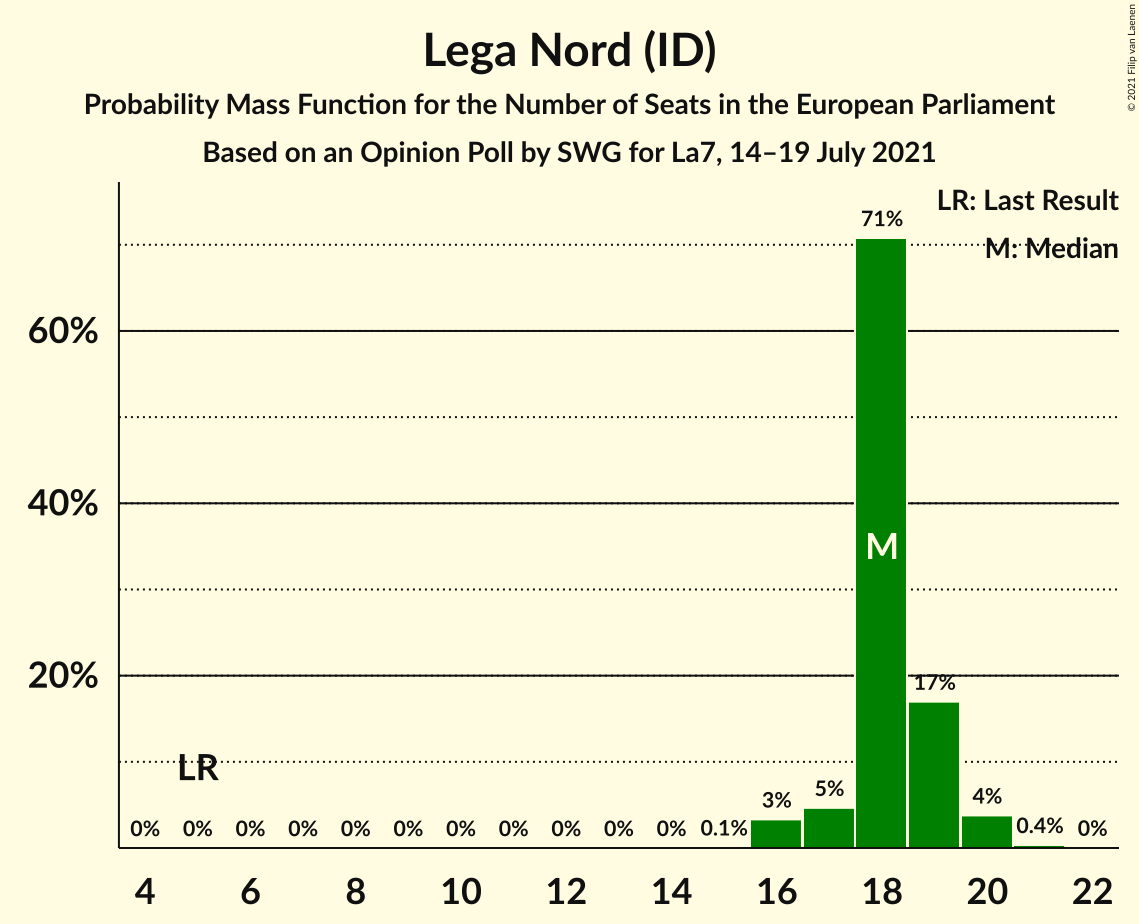 Lega Nord (ID)
Probability Mass Function for the Number of Seats in the European Parliament
Based on an Opinion Poll by SWG for La7, 14–19 July 2021
© 2021 Filip van Laenen
LR: Last Result
M: Median
71%
60%
40%
M
20%
17%
LR
0% 0% 0% 0% 0% 0% 0% 0% 0% 0% 0% 0.1% 3% 5% 4% 0.4% 0%
4 6 8 10 12 14 16 18 20 22